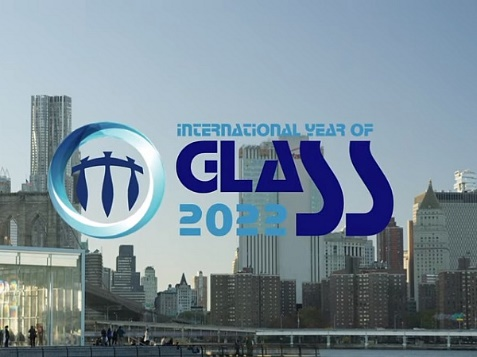 INTERNATIONAL YEAR OF
GLASS
2022